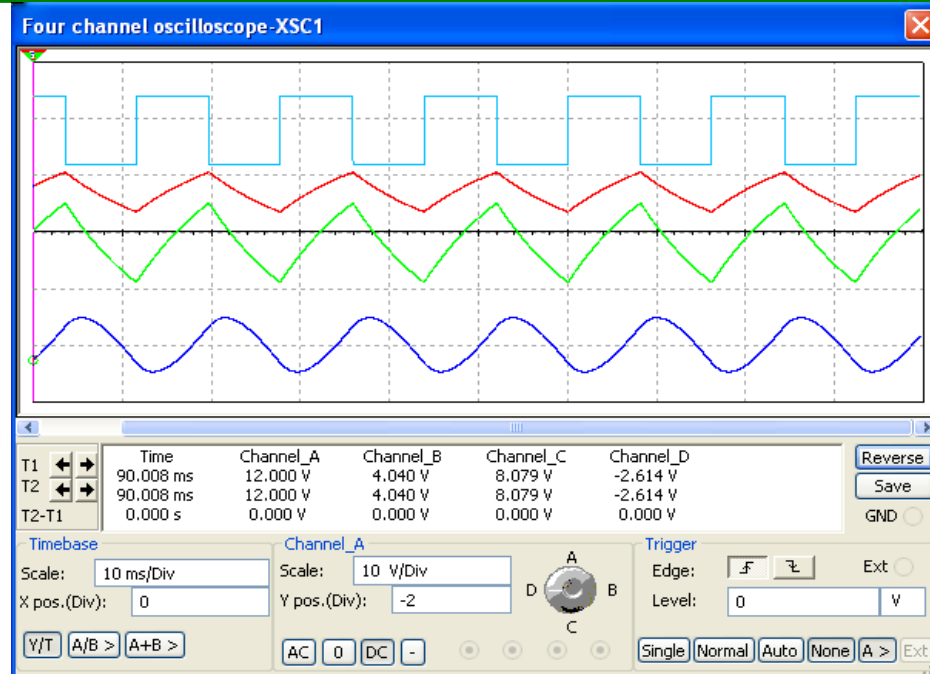 Four channel oscilloscope-XSC1
Time Channel_A Channel_B Channel_C Channel_D
T1 90.008 ms 12.000 V 4.040 V 8.079 V -2.614 V
T2 90.008 ms 12.000 V 4.040 V 8.079 V -2.614 V
T2-T1 0.000 s 0.000 V 0.000 V 0.000 V 0.000 V
Reverse
Save
GND
Timebase
Scale: 10 ms/Div
X pos.(Div): 0
Y/T A/B > A+B >
Channel_A
Scale: 10 V/Div
Y pos.(Div): -2
AC 0 DC -
A
D B
C
Trigger
Edge: Ext
Level: 0 V
Single Normal Auto None A > Ext